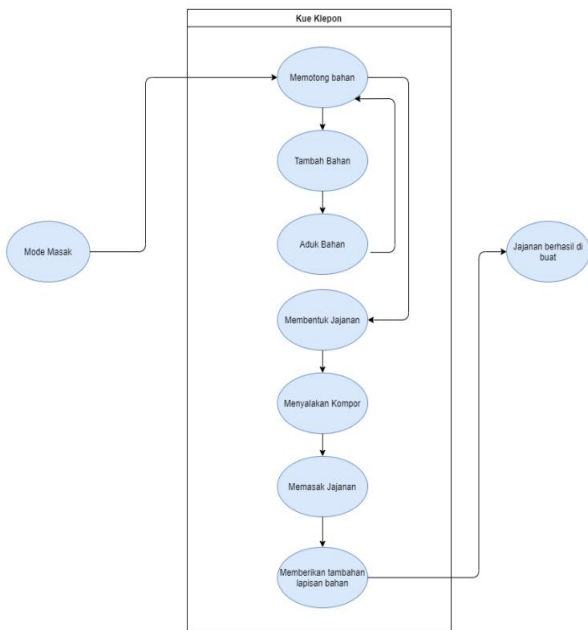 Kue Klepon
Memotong bahan
Tambah Bahan
Aduk Bahan
Mode Masak
Jajanan berhasil di
buat
Membentuk Jajanan
Menyalakan Kompor
Memasak Jajanan
Memberikan tambahan
lapisan bahan